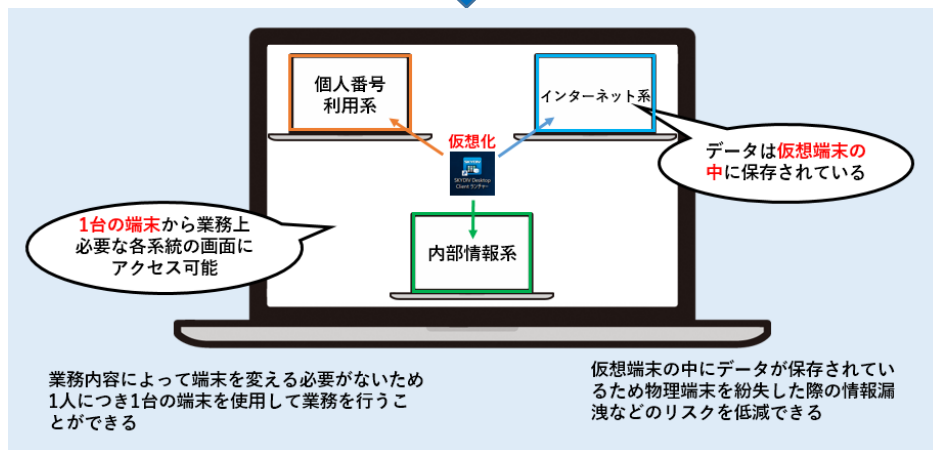 個人番号
利用系
インターネット系
仮想化
SKYDIV Desktop
Client ランチャー
データは仮想端末の
中に保存されている
1台の端末から業務上
必要な各系統の画面に
アクセス可能
内部情報系
業務内容によって端末を変える必要がないため
1人につき1台の端末を使用して業務を行うこ
とができる
仮想端末の中にデータが保存されてい
るため物理端末を紛失した際の情報漏
洩などのリスクを低減できる